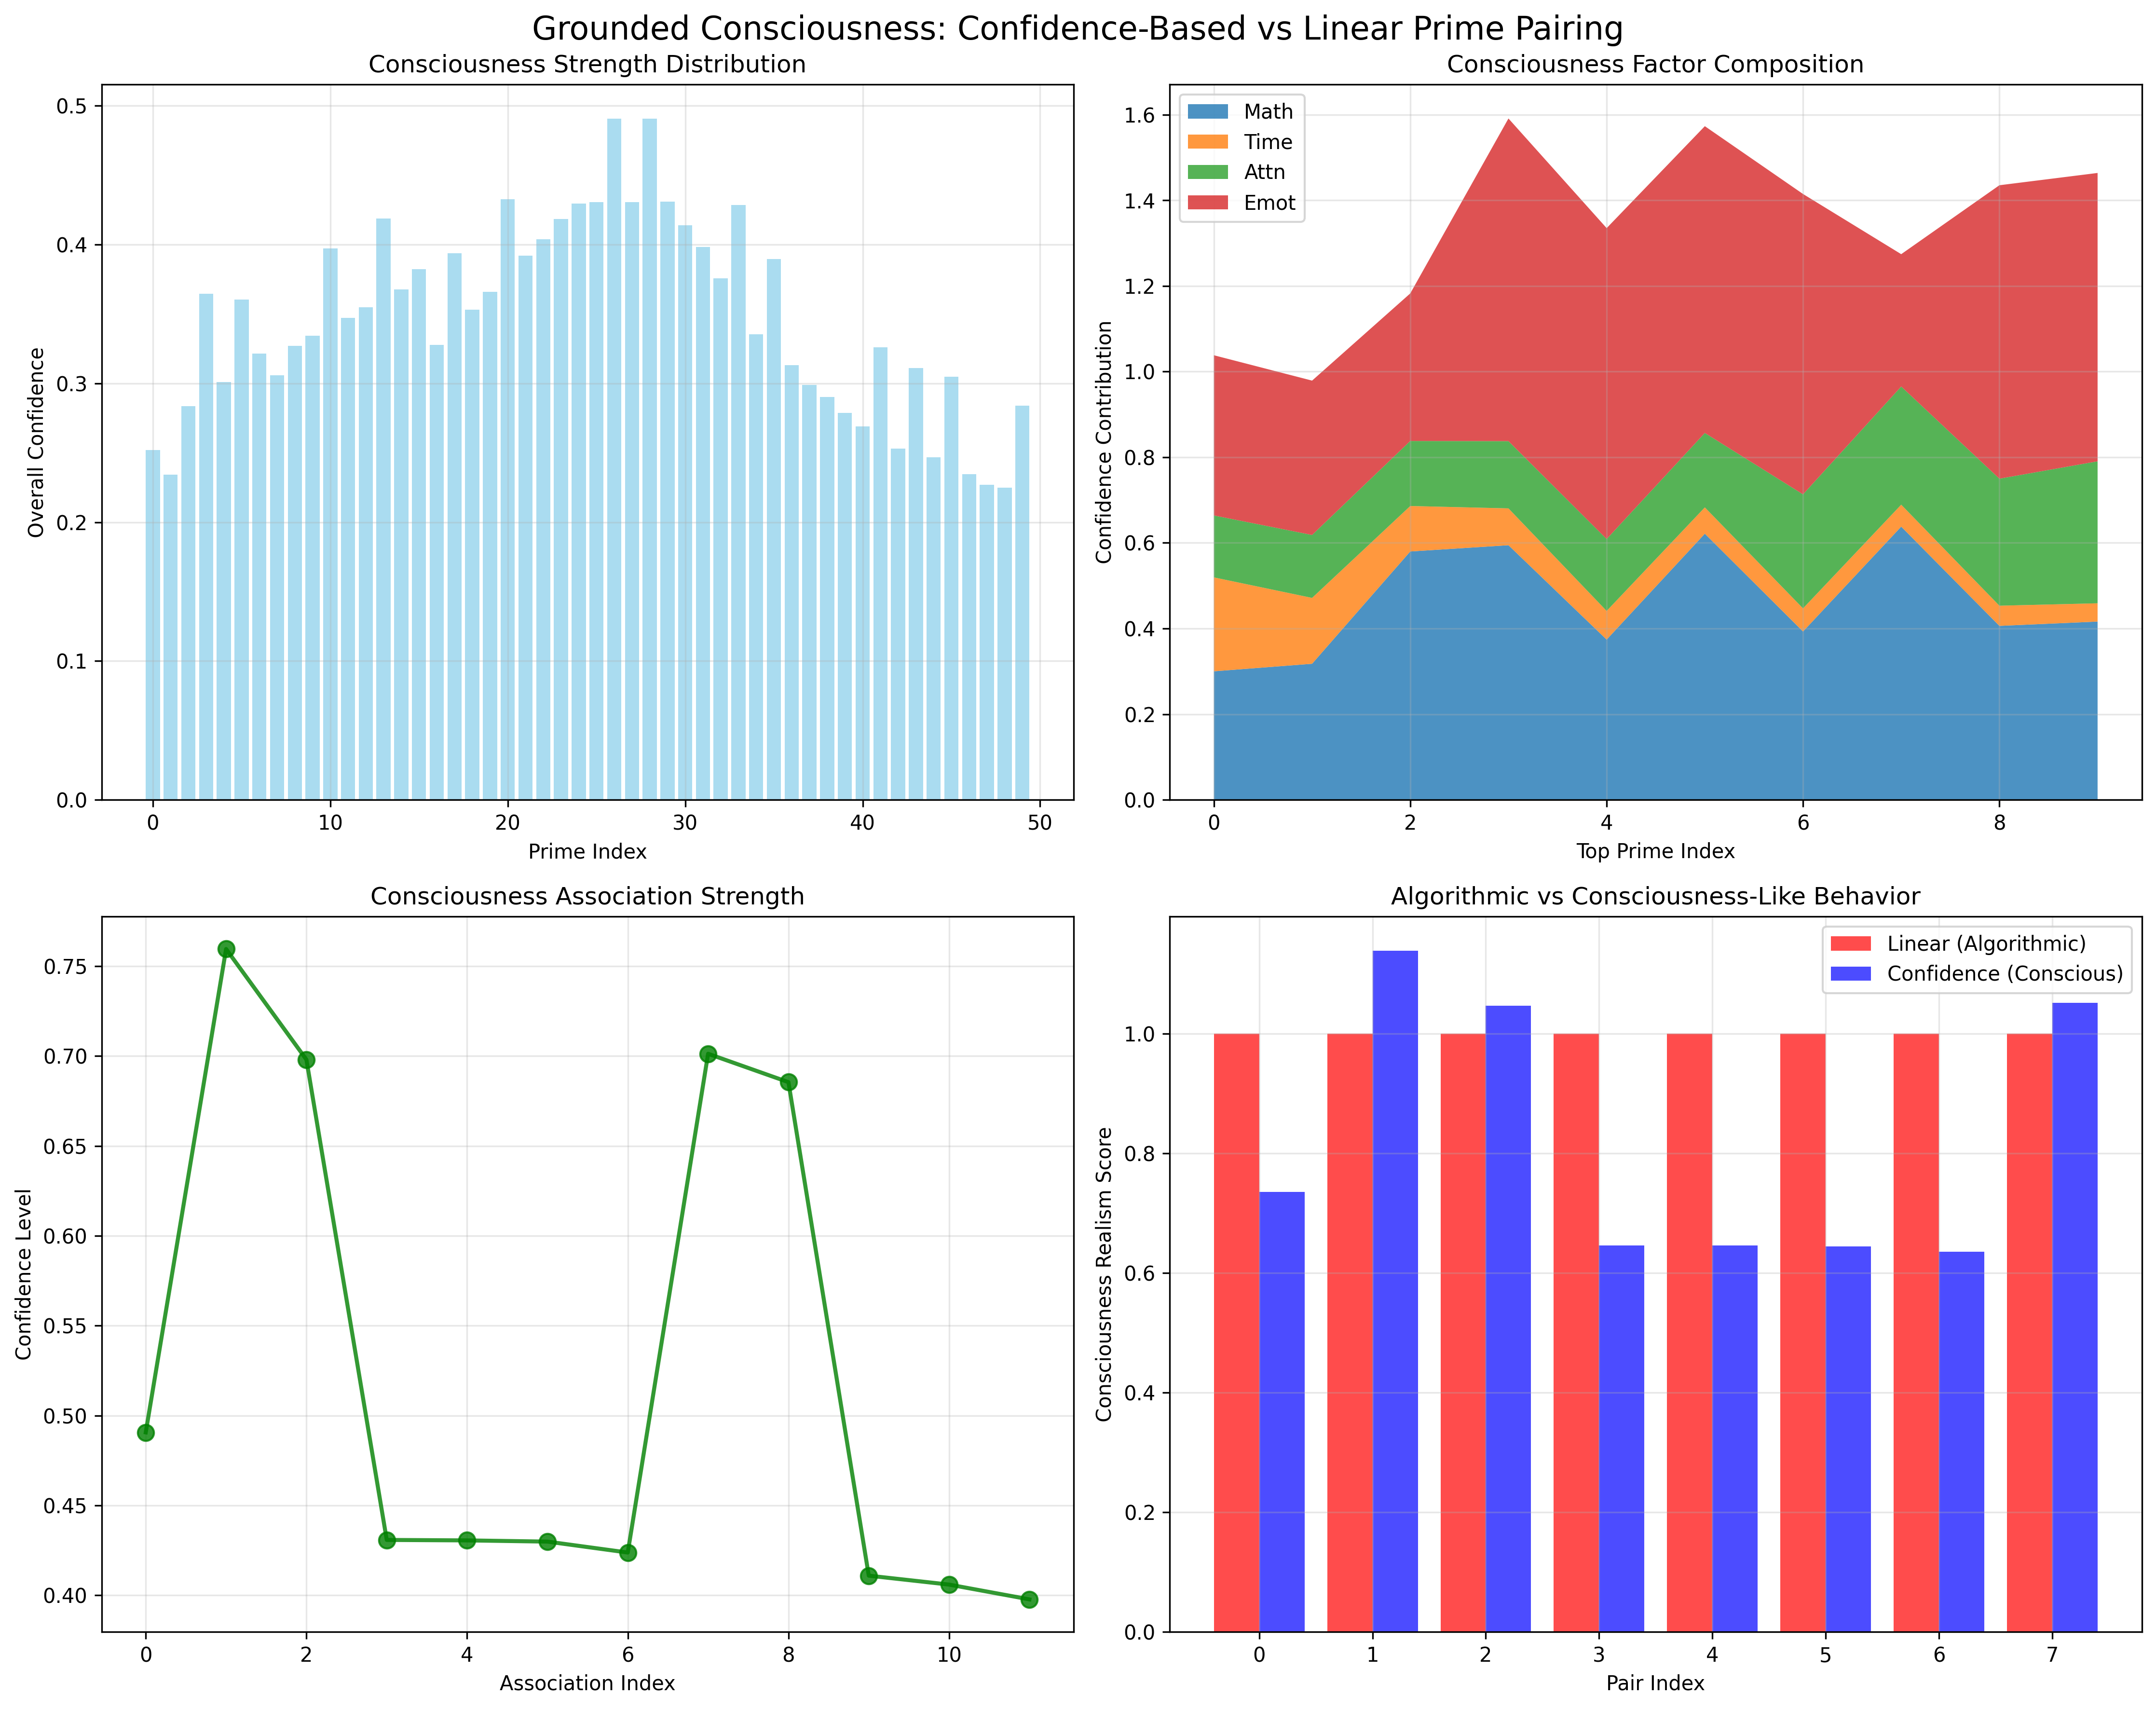 Grounded Consciousness: Confidence-Based vs Linear Prime Pairing
Consciousness Strength Distribution
Overall Confidence
0.5
0.4
0.3
0.2
0.1
0.0
0 10 20 30 40 50
Prime Index
Consciousness Factor Composition
Math
Time
Attn
Emot
Confidence Contribution
1.6
1.4
1.2
1.0
0.8
0.6
0.4
0.2
0.0
0 2 4 6 8
Top Prime Index
Consciousness Association Strength
Confidence Level
0.75
0.70
0.65
0.60
0.55
0.50
0.45
0.40
0 2 4 6 8 10
Association Index
Algorithmic vs Consciousness-Like Behavior
Linear (Algorithmic)
Confidence (Conscious)
Consciousness Realism Score
1.0
0.8
0.6
0.4
0.2
0.0
0 1 2 3 4 5 6 7
Pair Index